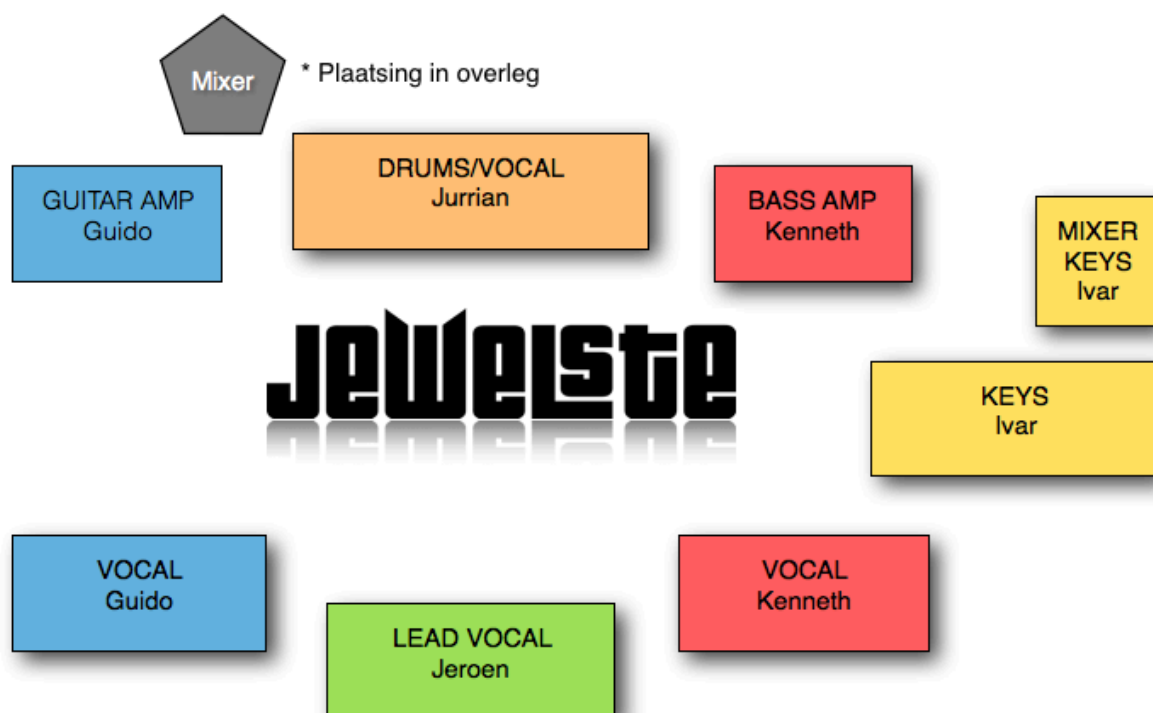 Mixer
* Plaatsing in overleg
GUITAR AMP
Guido
DRUMS/VOCAL
Jurrian
BASS AMP
Kenneth
MIXER
KEYS
Ivar
JEWELSTE
KEYS
Ivar
VOCAL
Guido
LEAD VOCAL
Jeroen
VOCAL
Kenneth